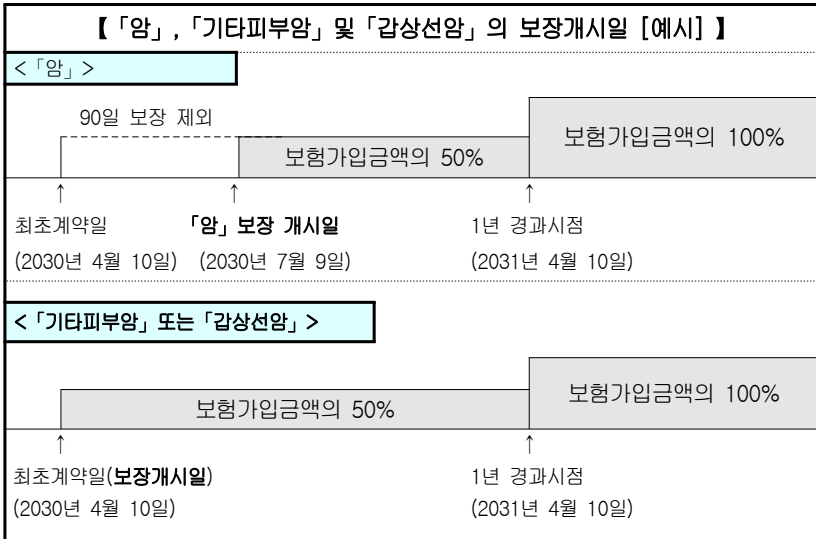 【「암」, 「기타피부암」 및 「갑상선암」의 보장개시일 [예시] 】
<「암」>
90일 보장 제외
보험가입금액의 50%
보험가입금액의 100%
↑ ↑ ↑
최초계약일 「암」 보장 개시일 1년 경과시점
(2030년 4월 10일) (2030년 7월 9일) (2031년 4월 10일)
<「기타피부암」 또는 「갑상선암」>
보험가입금액의 50%
보험가입금액의 100%
↑ ↑
최초계약일(보장개시일) 1년 경과시점
(2030년 4월 10일) (2031년 4월 10일)